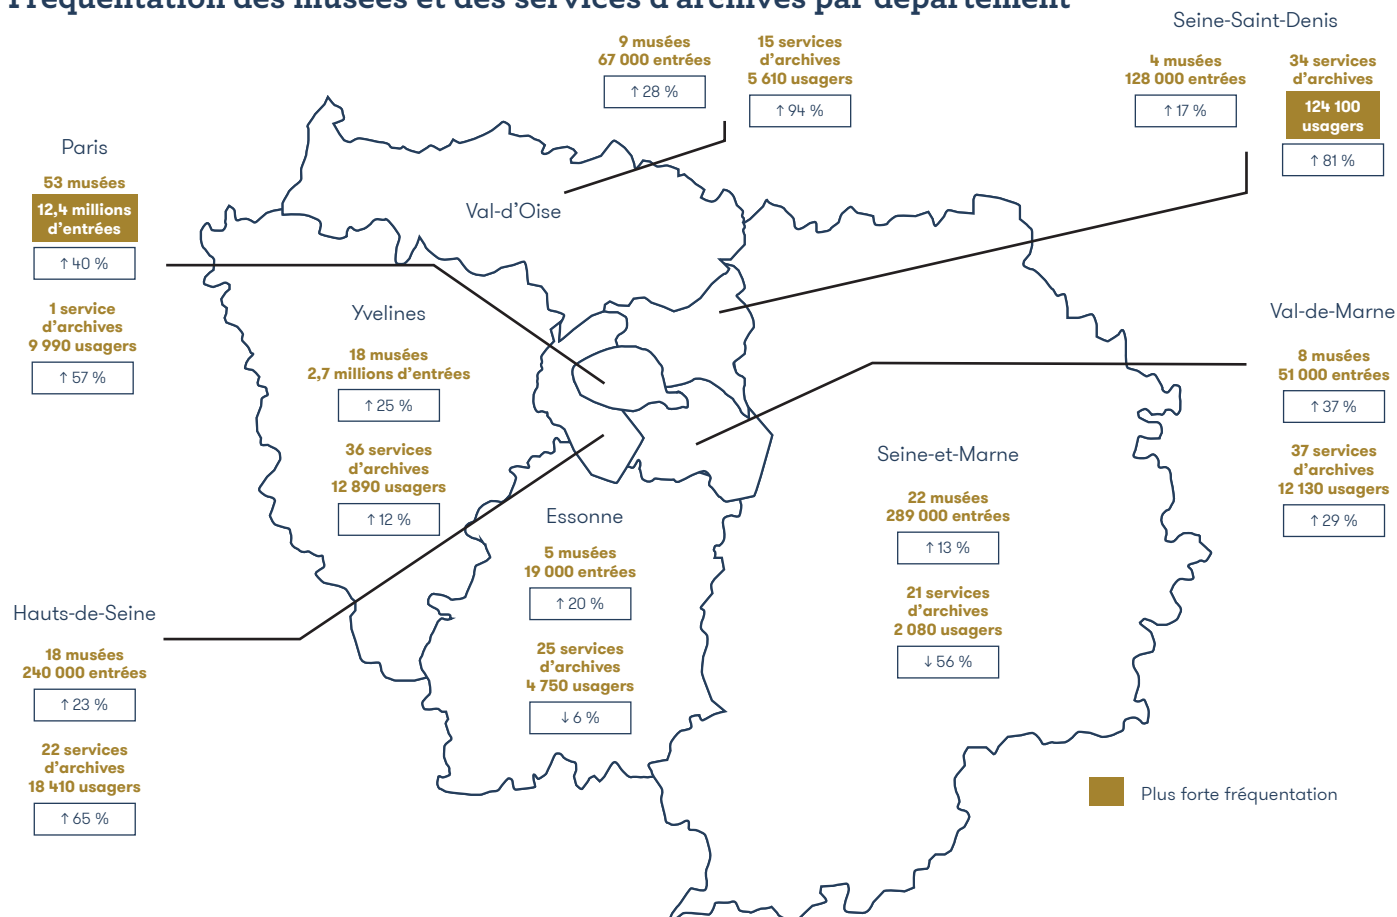 Fréquentation des musées et des services d'archives par département
Seine-Saint-Denis
4 musées
128 000 entrées
↑ 17 %
34 services
d'archives
124 100
usagers
↑ 81 %
9 musées
67 000 entrées
↑ 28 %
15 services
d'archives
5 610 usagers
↑ 94 %
Val-d'Oise
Paris
53 musées
12,4 millions
d'entrées
↑ 40 %
1 service
d'archives
9 990 usagers
↑ 57 %
Yvelines
18 musées
2,7 millions d'entrées
↑ 25 %
36 services
d'archives
12 890 usagers
↑ 12 %
Val-de-Marne
8 musées
51 000 entrées
↑ 37 %
37 services
d'archives
12 130 usagers
↑ 29 %
Seine-et-Marne
22 musées
289 000 entrées
↑ 13 %
21 services
d'archives
2 080 usagers
↓ 56 %
Essonne
5 musées
19 000 entrées
↑ 20 %
25 services
d'archives
4 750 usagers
↓ 6 %
Hauts-de-Seine
18 musées
240 000 entrées
↑ 23 %
22 services
d'archives
18 410 usagers
↑ 65 %
Plus forte fréquentation